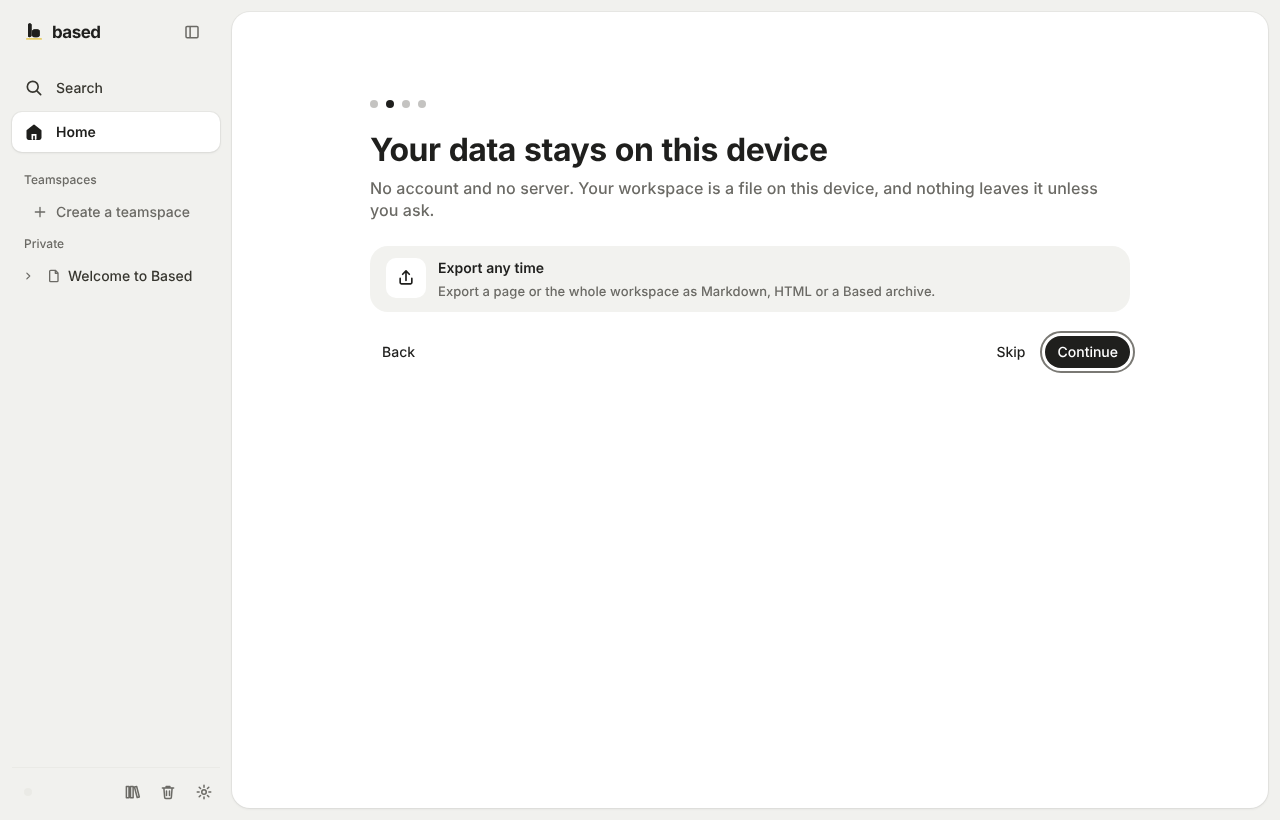 based
Search
Home
Teamspaces
Create a teamspace
Private
Welcome to Based
Your data stays on this device
No account and no server. Your workspace is a file on this device, and nothing leaves it unless
you ask.
Export any time
Export a page or the whole workspace as Markdown, HTML or a Based archive.
Back
Skip
Continue